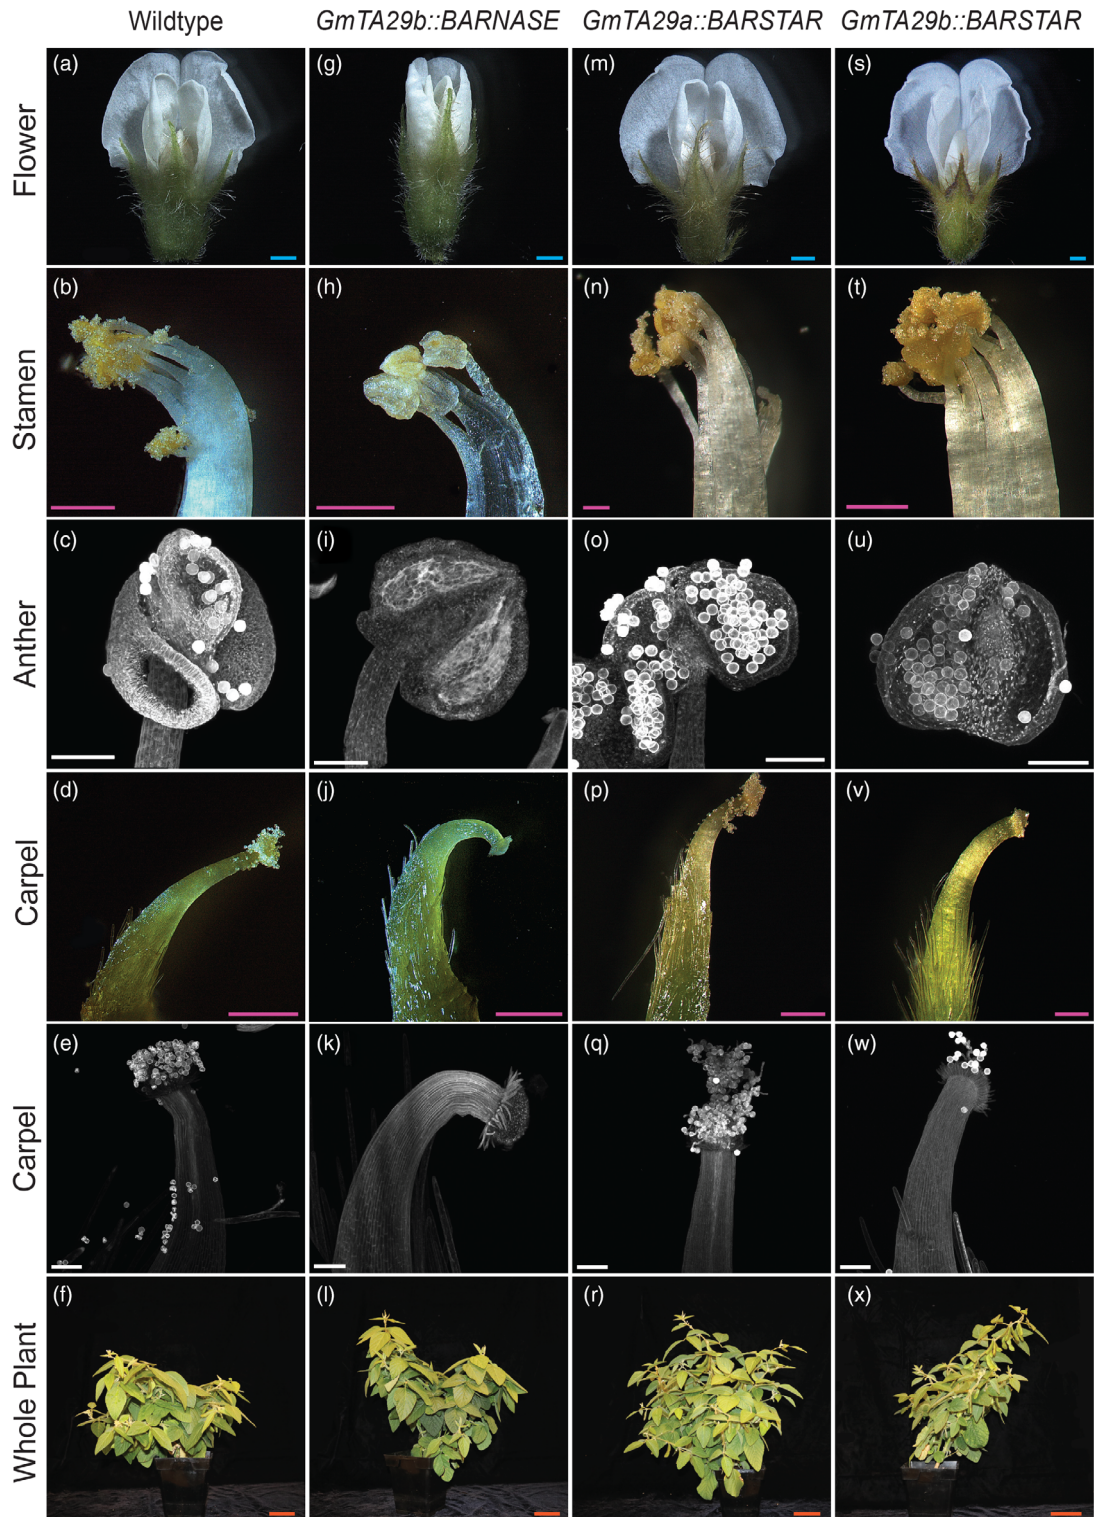 Wildtype GmTA29b::BARNASE GmTA29a::BARSTAR GmTA29b::BARSTAR
Flower (a) (g) (m) (s)
Stamen (b) (h) (n) (t)
Anther (c) (i) (o) (u)
Carpel (d) (j) (p) (v)
Carpel (e) (k) (q) (w)
Whole Plant (f) (l) (r) (x)